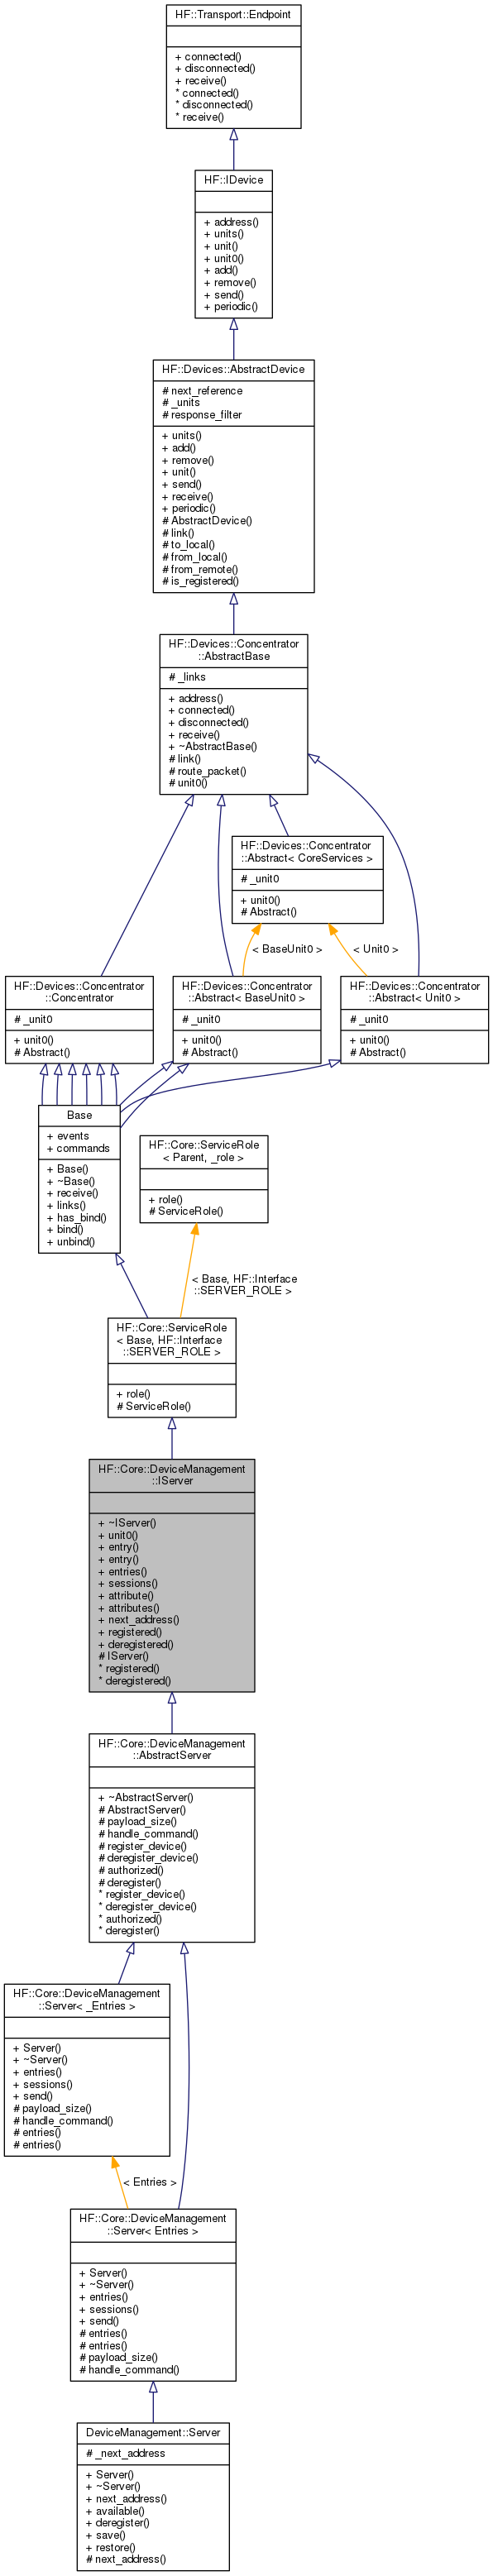 HF::Transport::Endpoint
+ connected()
+ disconnected()
+ receive()
* connected()
* disconnected()
* receive()
HF::IDevice
+ address()
+ units()
+ unit()
+ unit0()
+ add()
+ remove()
+ send()
+ periodic()
HF::Devices::AbstractDevice
# next_reference
# _units
# response_filter
+ units()
+ add()
+ remove()
+ unit()
+ send()
+ receive()
+ periodic()
# AbstractDevice()
# link()
# to_local()
# from_local()
# from_remote()
# is_registered()
HF::Devices::Concentrator
::AbstractBase
# _links
+ address()
+ connected()
+ disconnected()
+ receive()
+ ~AbstractBase()
# link()
# route_packet()
# unit0()
HF::Devices::Concentrator
::Abstract< CoreServices >
# _unit0
+ unit0()
# Abstract()
< BaseUnit0 >
< Unit0 >
HF::Devices::Concentrator
::Concentrator
# _unit0
+ unit0()
# Abstract()
HF::Devices::Concentrator
::Abstract< BaseUnit0 >
# _unit0
+ unit0()
# Abstract()
HF::Devices::Concentrator
::Abstract< Unit0 >
# _unit0
+ unit0()
# Abstract()
Base
+ events
+ commands
+ Base()
+ ~Base()
+ receive()
+ links()
+ has_bind()
+ bind()
+ unbind()
HF::Core::ServiceRole
< Parent, _role >
+ role()
# ServiceRole()
< Base, HF::Interface
::SERVER_ROLE >
HF::Core::ServiceRole
< Base, HF::Interface
::SERVER_ROLE >
+ role()
# ServiceRole()
HF::Core::DeviceManagement
::IServer
+ ~IServer()
+ unit0()
+ entry()
+ entry()
+ entries()
+ sessions()
+ attribute()
+ attributes()
+ next_address()
+ registered()
+ deregistered()
# IServer()
* registered()
* deregistered()
HF::Core::DeviceManagement
::AbstractServer
+ ~AbstractServer()
# AbstractServer()
# payload_size()
# handle_command()
# register_device()
# deregister_device()
# authorized()
# deregister()
* register_device()
* deregister_device()
* authorized()
* deregister()
HF::Core::DeviceManagement
::Server< _Entries >
+ Server()
+ ~Server()
+ entries()
+ sessions()
+ send()
# payload_size()
# handle_command()
# entries()
# entries()
< Entries >
HF::Core::DeviceManagement
::Server< Entries >
+ Server()
+ ~Server()
+ entries()
+ sessions()
+ send()
# entries()
# entries()
# payload_size()
# handle_command()
DeviceManagement::Server
# _next_address
+ Server()
+ ~Server()
+ next_address()
+ available()
+ deregister()
+ save()
+ restore()
# next_address()